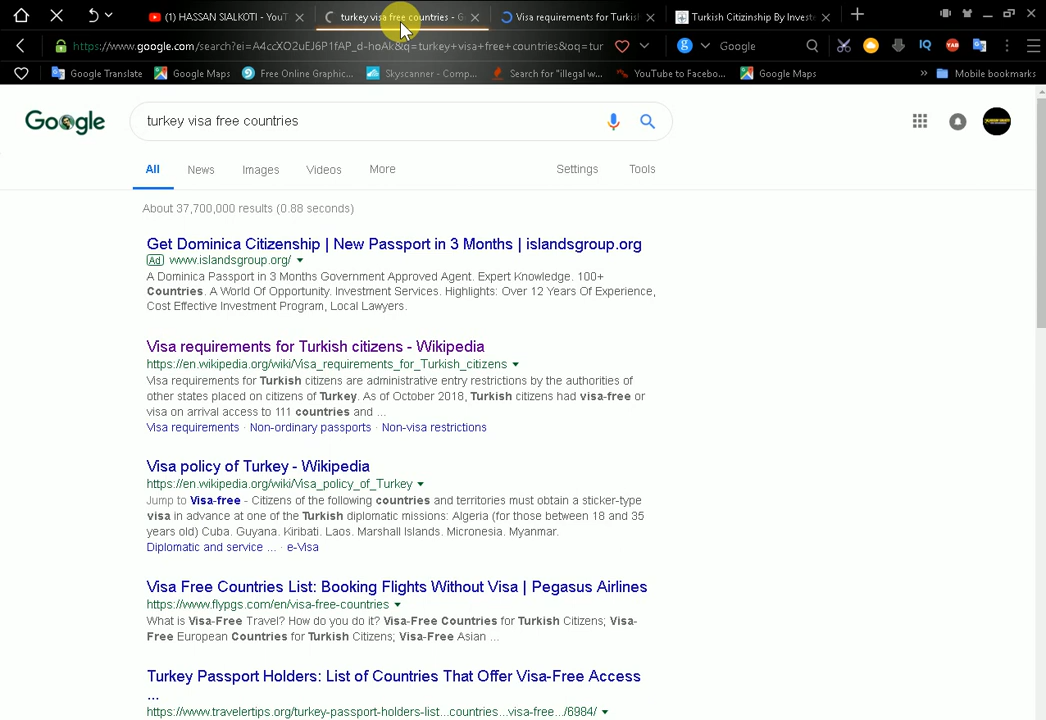 (1) HASSAN SIALKOTI - YouT
turkey visa free countries - G
Visa requirements for Turkis
Turkish Citizinship By Invest
https://www.google.com/search?ei=A4ccXO2uEJ6P1fAP_d-hoAk&q=turkey+visa+free+countries&oq=tur
Google
IQ
YAB
Google Translate
Google Maps
Free Online Graphic...
Skyscanner - Comp...
Search for "illegal w...
YouTube to Facebo...
Google Maps
»
Mobile bookmarks
Google
turkey visa free countries
All
News
Images
Videos
More
Settings
Tools
About 37,700,000 results (0.88 seconds)
Get Dominica Citizenship | New Passport in 3 Months | islandsgroup.org
Ad www.islandsgroup.org/
A Dominica Passport in 3 Months Government Approved Agent. Expert Knowledge. 100+
Countries. A World Of Opportunity. Investment Services. Highlights: Over 12 Years Of Experience,
Cost Effective Investment Program, Local Lawyers.
Visa requirements for Turkish citizens - Wikipedia
https://en.wikipedia.org/wiki/Visa_requirements_for_Turkish_citizens
Visa requirements for Turkish citizens are administrative entry restrictions by the authorities of
other states placed on citizens of Turkey. As of October 2018, Turkish citizens had visa-free or
visa on arrival access to 111 countries and ...
Visa requirements · Non-ordinary passports · Non-visa restrictions
Visa policy of Turkey - Wikipedia
https://en.wikipedia.org/wiki/Visa_policy_of_Turkey
Jump to Visa-free - Citizens of the following countries and territories must obtain a sticker-type
visa in advance at one of the Turkish diplomatic missions: Algeria (for those between 18 and 35
years old) Cuba. Guyana. Kiribati. Laos. Marshall Islands. Micronesia. Myanmar.
Diplomatic and service ... · e-Visa
Visa Free Countries List: Booking Flights Without Visa | Pegasus Airlines
https://www.flypgs.com/en/visa-free-countries
What is Visa-Free Travel? How do you do it? Visa-Free Countries for Turkish Citizens; Visa-
Free European Countries for Turkish Citizens; Visa-Free Asian ...
Turkey Passport Holders: List of Countries That Offer Visa-Free Access
...
https://www.travelertips.org/turkey-passport-holders-list...countries...visa-free.../6984/